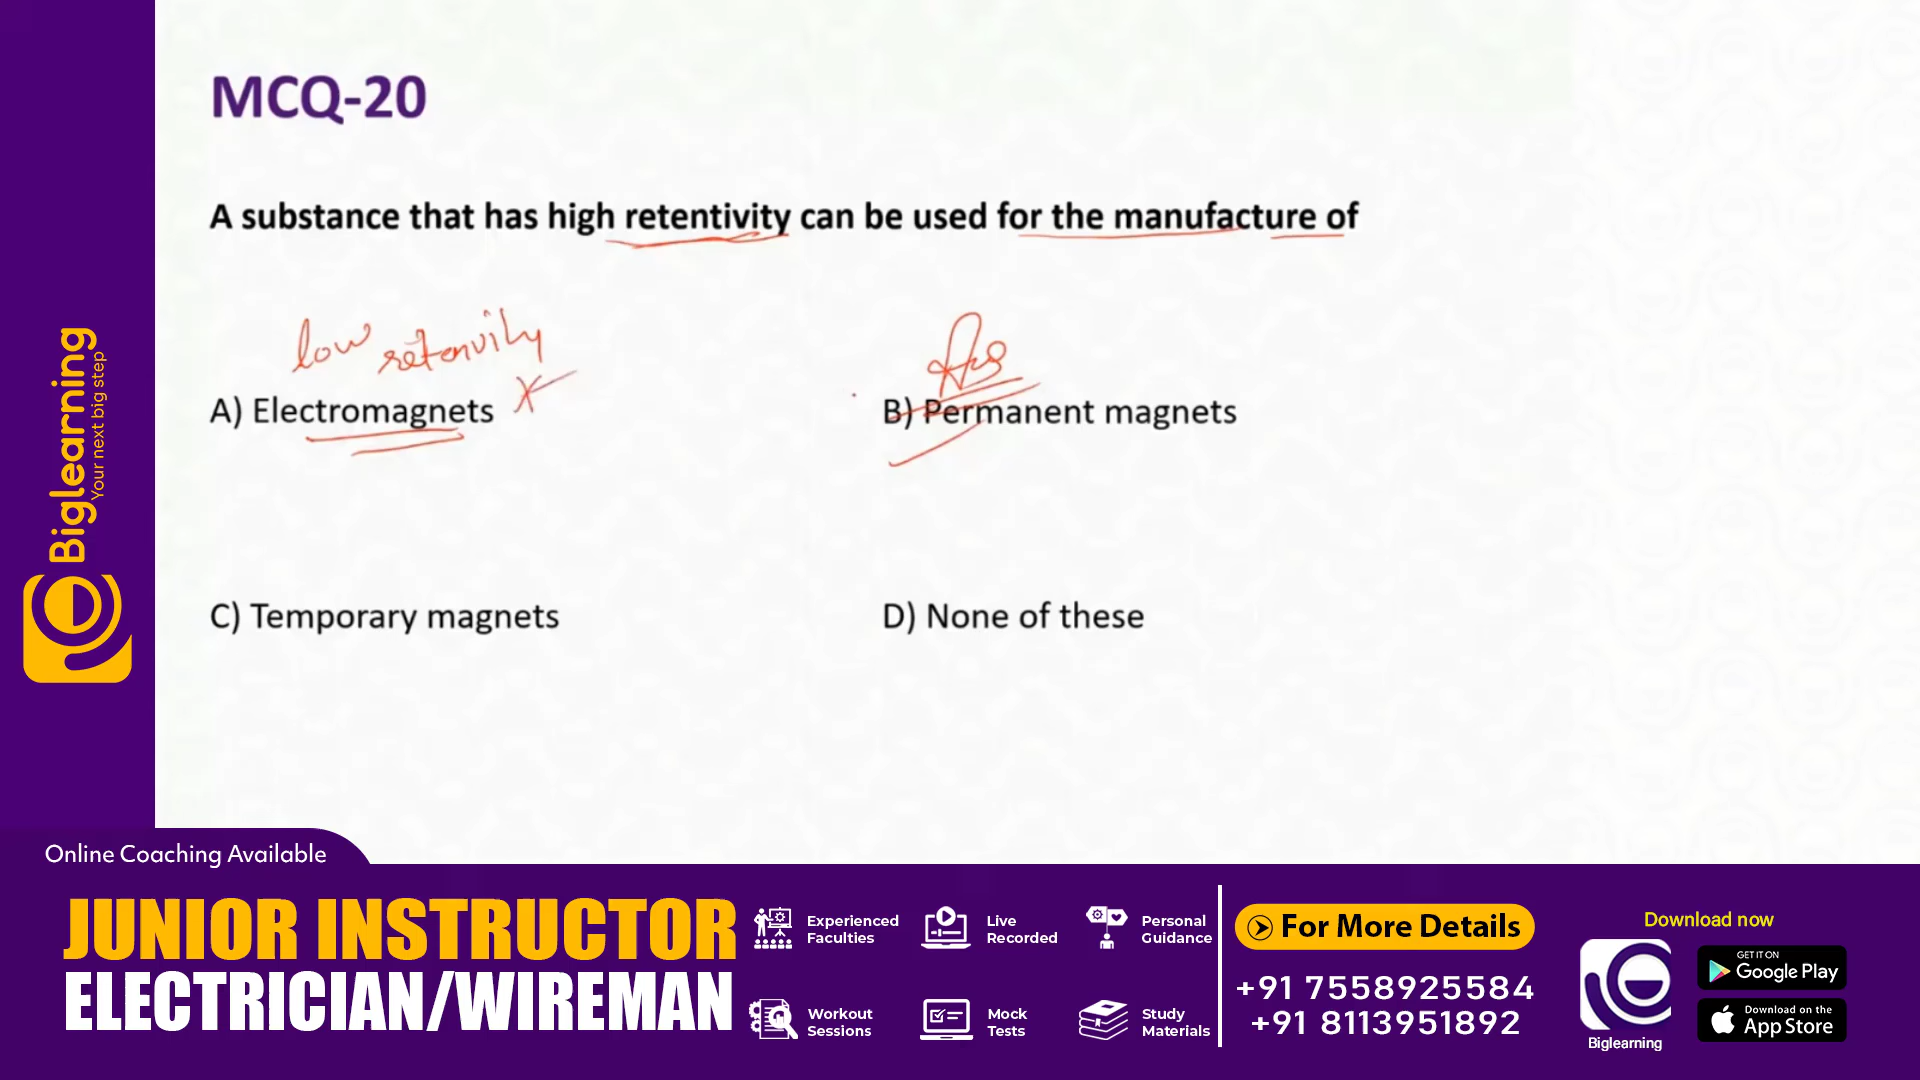 MCQ-20
A substance that has high retentivity can be used for the manufacture of
low retenvity
Ans
A) Electromagnets
B) Permanent magnets
C) Temporary magnets
D) None of these
Biglearning
Your next big step
Online Coaching Available
JUNIOR INSTRUCTOR
ELECTRICIAN/WIREMAN
Experienced
Faculties
Live
Recorded
Personal
Guidance
Workout
Sessions
Mock
Tests
Study
Materials
For More Details
+91 7558925584
+91 8113951892
Download now
Biglearning
GET IT ON
Google Play
Download on the
App Store